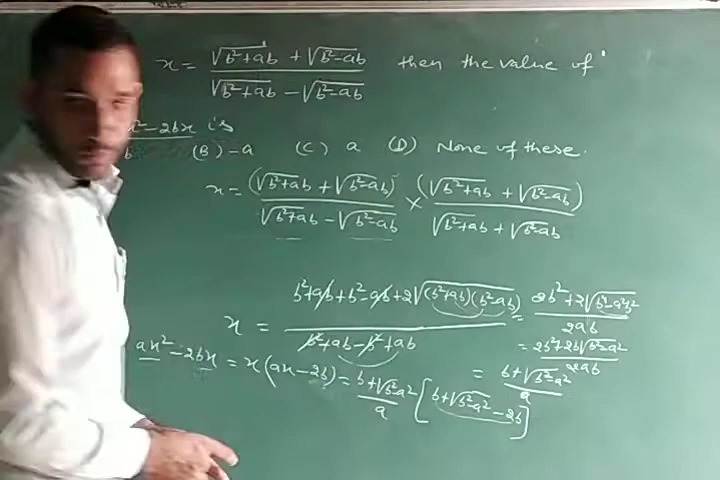 x = (√(b²+ab) + √(b²-ab)) / (√(b²+ab) - √(b²-ab)) then the value of
x² - 2bx is
b (B) -a (C) a (D) None of these.
x = (√(b²+ab) + √(b²-ab)) / (√(b²+ab) - √(b²-ab)) × (√(b²+ab) + √(b²-ab)) / (√(b²+ab) + √(b²-ab))
x = (b²+ab+b²-ab+2√((b²+ab)(b²-ab))) / (b²+ab-b²+ab) = (2b²+2√(b⁴-a²b²)) / 2ab
= (2b²+2b√(b²-a²)) / 2ab
= (b+√(b²-a²)) / a
ax² - 2bx = x(ax-2b) = (b+√(b²-a²)) / a [b+√(b²-a²) - 2b]